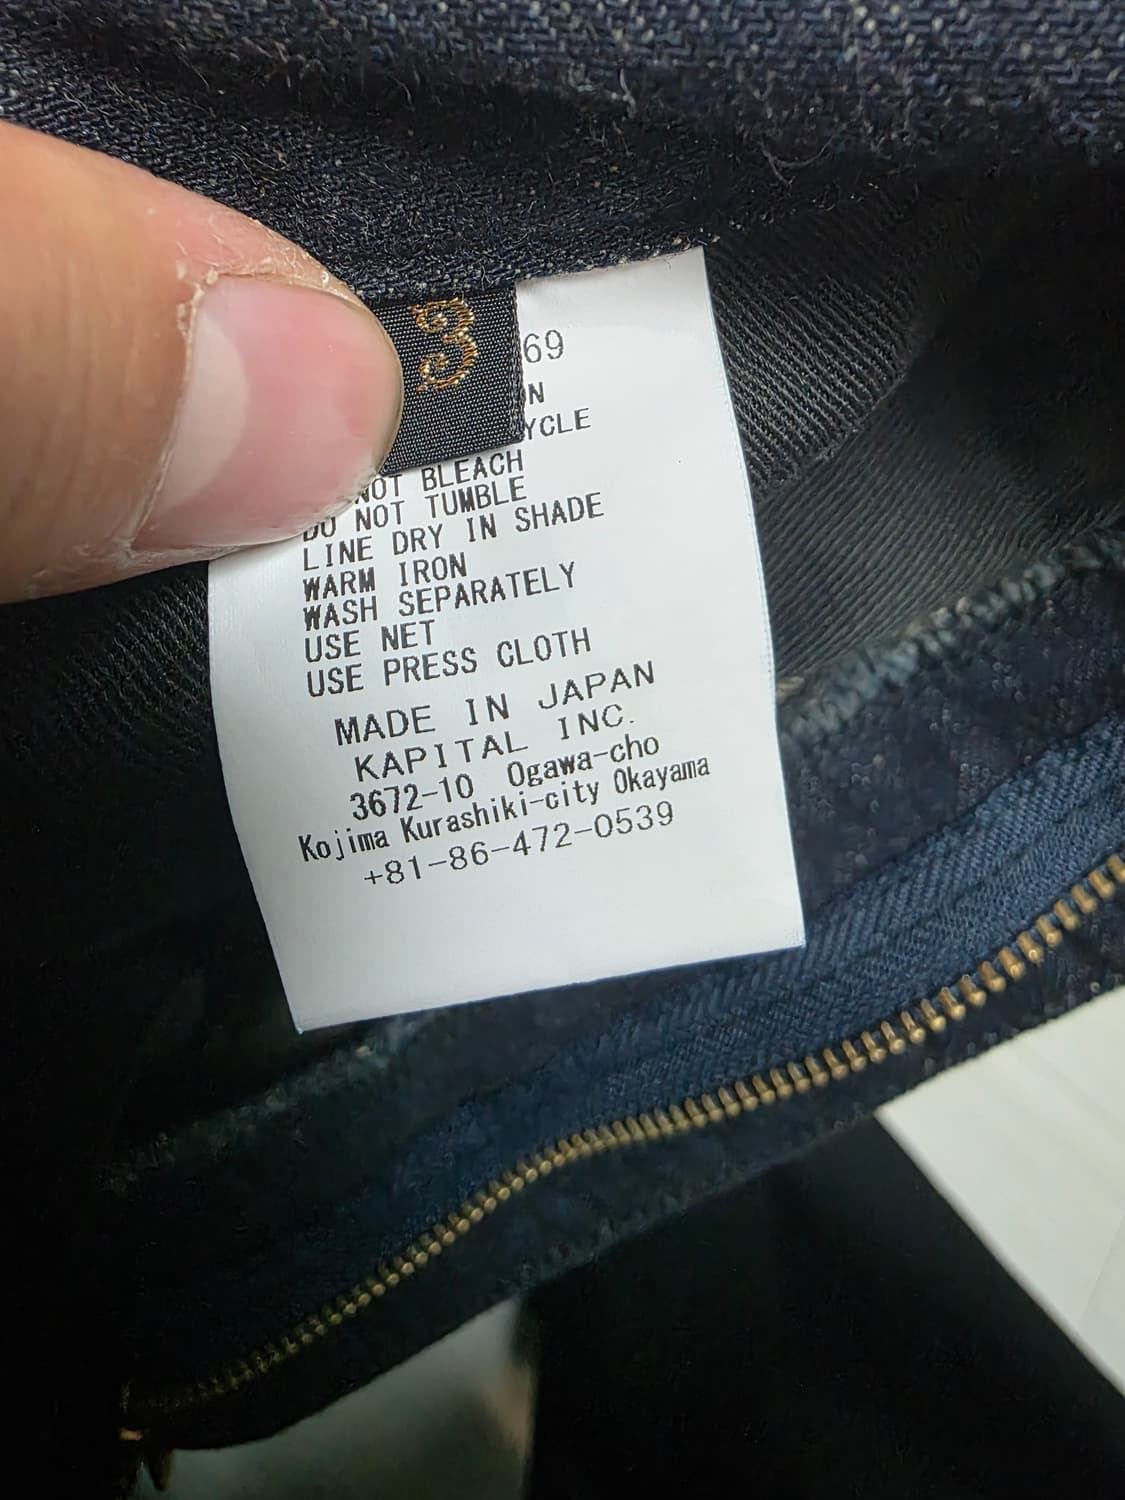 3
69
N
YCLE
NOT BLEACH
DO NOT TUMBLE
LINE DRY IN SHADE
WARM IRON
WASH SEPARATELY
USE NET
USE PRESS CLOTH
MADE IN JAPAN
KAPITAL INC.
3672-10 Ogawa-cho
Kojima Kurashiki-city Okayama
+81-86-472-0539